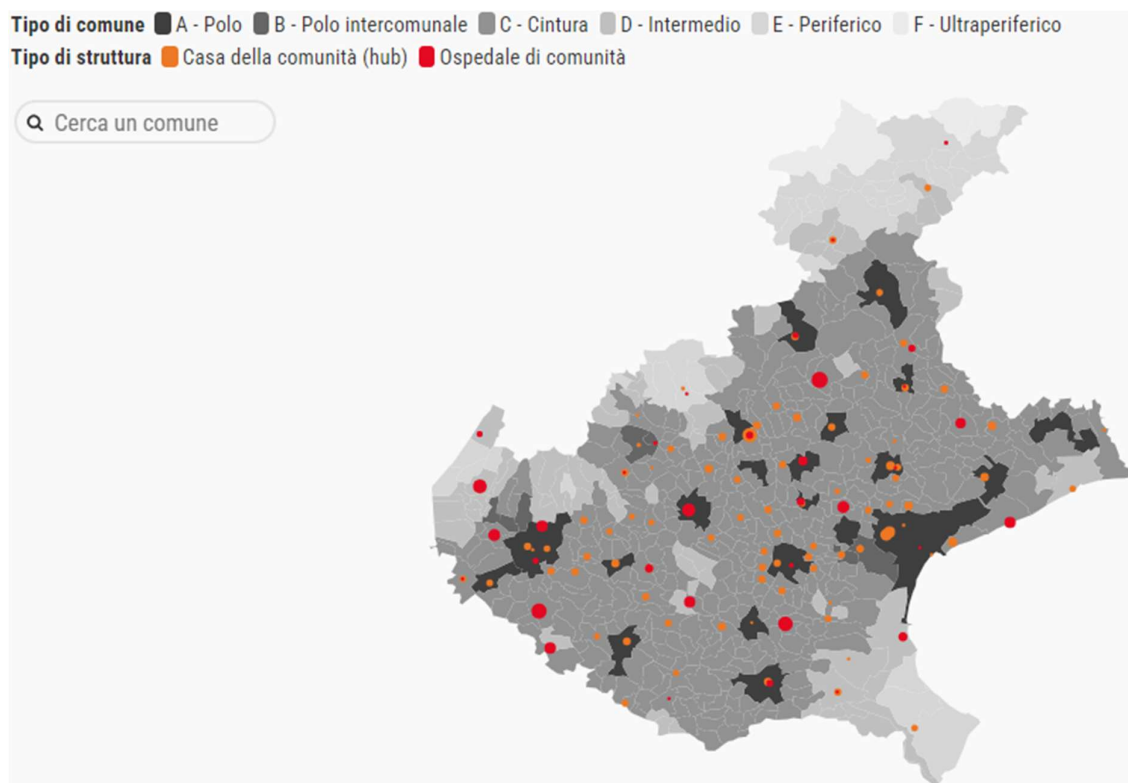 Tipo di comune A - Polo B - Polo intercomunale C - Cintura D - Intermedio E - Periferico F - Ultraperiferico
Tipo di struttura Casa della comunità (hub) Ospedale di comunità
Cerca un comune